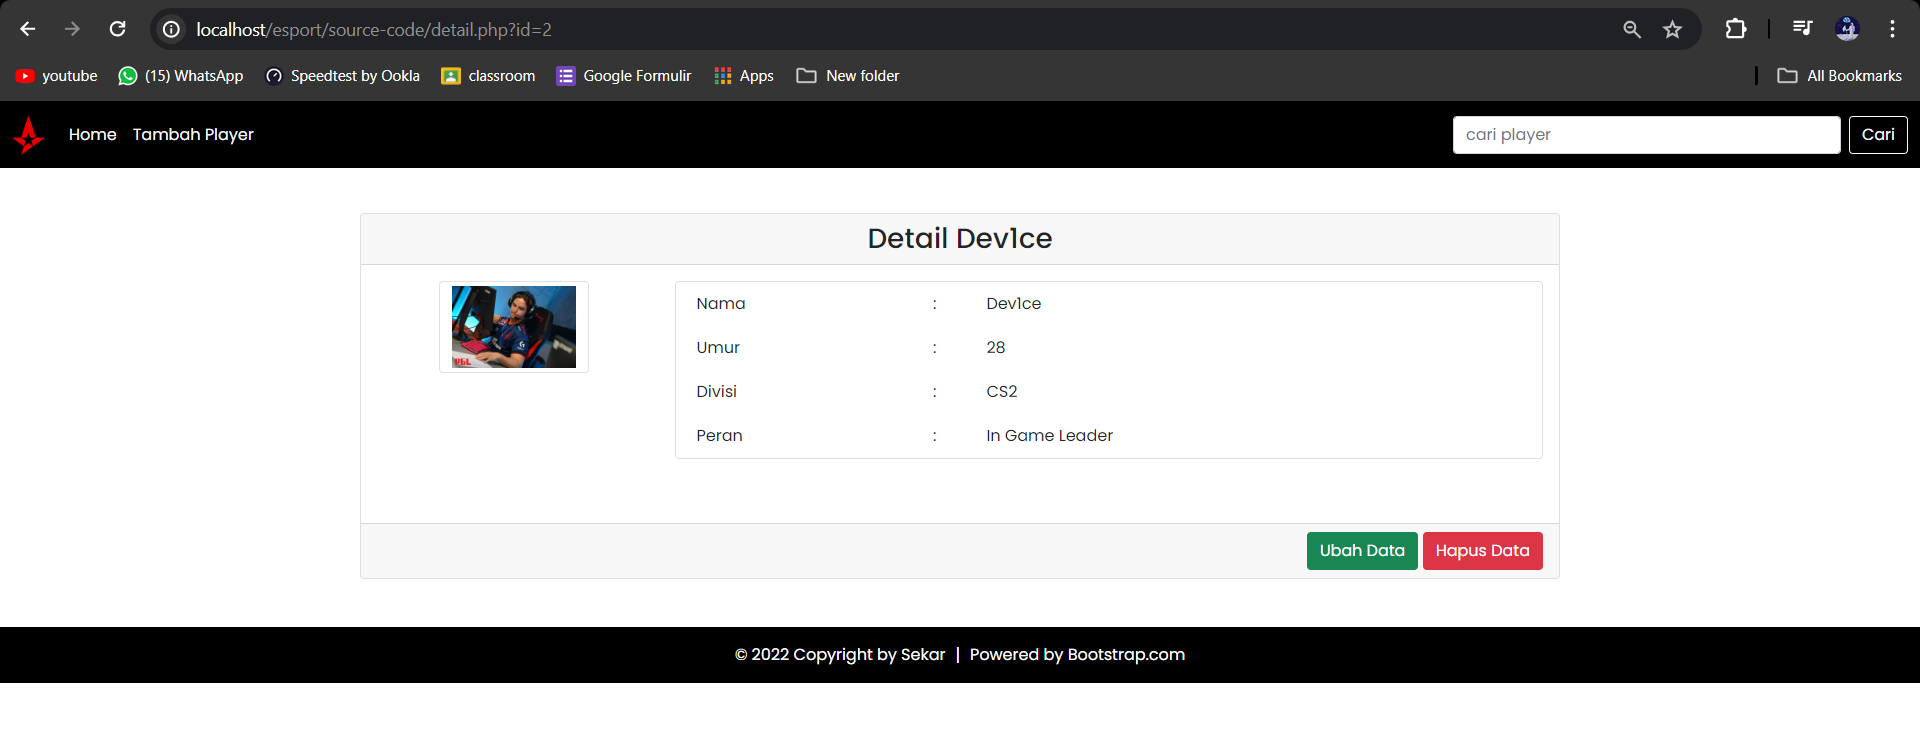 localhost/esport/source-code/detail.php?id=2
youtube (15) WhatsApp Speedtest by Ookla classroom Google Formulir Apps New folder All Bookmarks
Home Tambah Player cari player Cari
Detail Dev1ce
Nama : Dev1ce
Umur : 28
Divisi : CS2
Peran : In Game Leader
PGL
Ubah Data Hapus Data
© 2022 Copyright by Sekar | Powered by Bootstrap.com